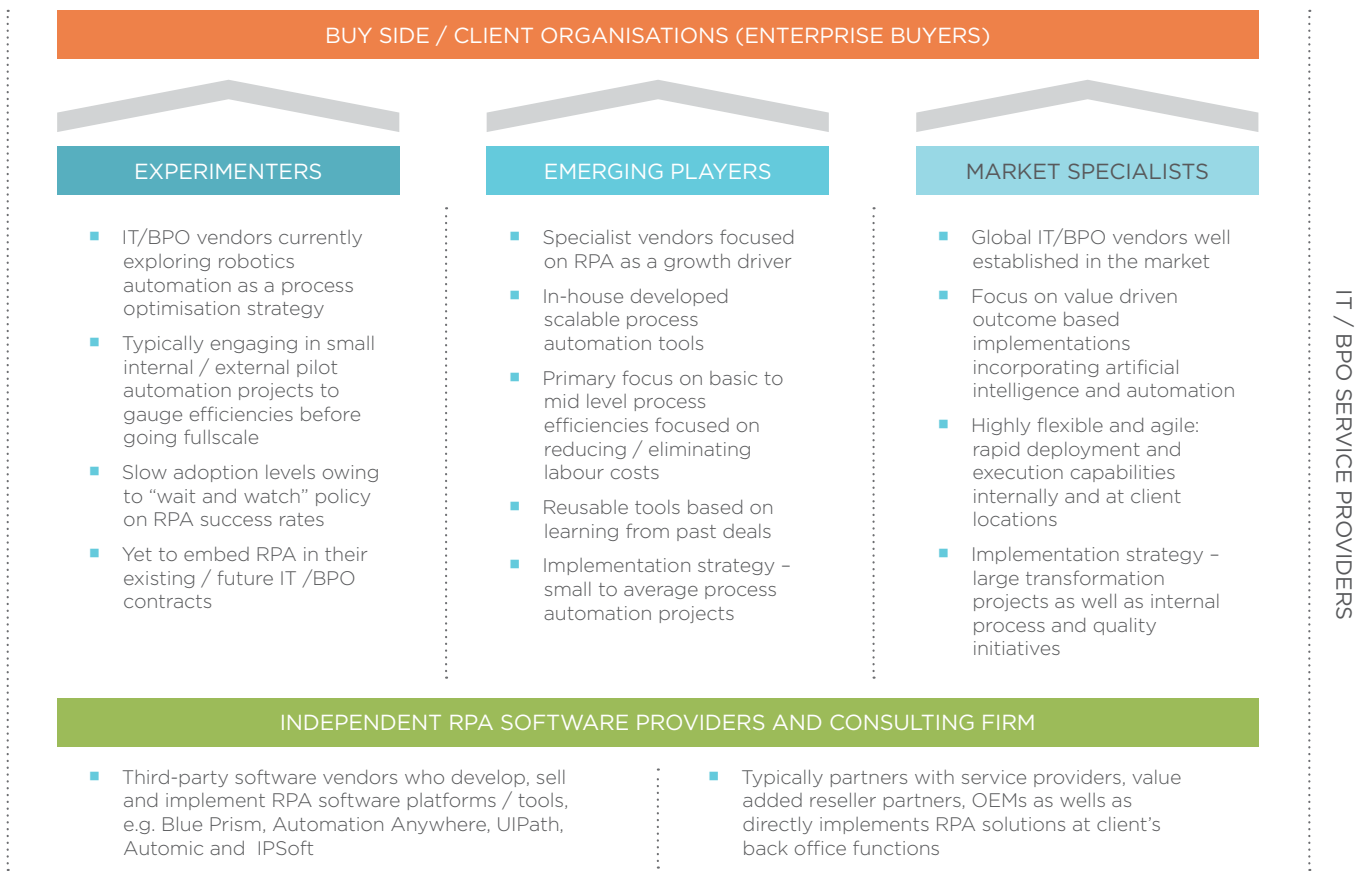 BUY SIDE / CLIENT ORGANISATIONS (ENTERPRISE BUYERS)
EXPERIMENTERS
IT/BPO vendors currently
exploring robotics
automation as a process
optimisation strategy
Typically engaging in small
internal / external pilot
automation projects to
gauge efficiencies before
going fullscale
Slow adoption levels owing
to “wait and watch” policy
on RPA success rates
Yet to embed RPA in their
existing / future IT /BPO
contracts
EMERGING PLAYERS
Specialist vendors focused
on RPA as a growth driver
In-house developed
scalable process
automation tools
Primary focus on basic to
mid level process
efficiencies focused on
reducing / eliminating
labour costs
Reusable tools based on
learning from past deals
Implementation strategy –
small to average process
automation projects
MARKET SPECIALISTS
Global IT/BPO vendors well
established in the market
Focus on value driven
outcome based
implementations
incorporating artificial
intelligence and automation
Highly flexible and agile:
rapid deployment and
execution capabilities
internally and at client
locations
Implementation strategy –
large transformation
projects as well as internal
process and quality
initiatives
IT / BPO SERVICE PROVIDERS
INDEPENDENT RPA SOFTWARE PROVIDERS AND CONSULTING FIRM
Third-party software vendors who develop, sell
and implement RPA software platforms / tools,
e.g. Blue Prism, Automation Anywhere, UIPath,
Automic and IPSoft
Typically partners with service providers, value
added reseller partners, OEMs as wells as
directly implements RPA solutions at client’s
back office functions